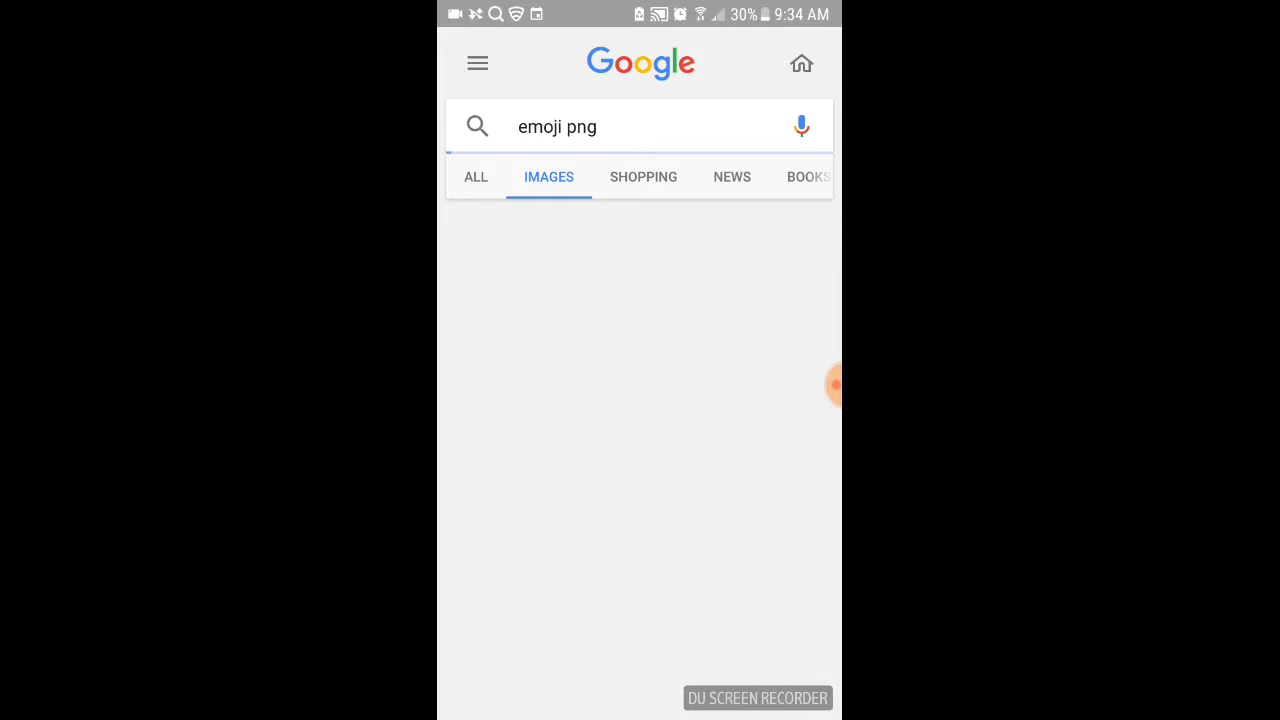 30% 9:34 AM
Google
emoji png
ALL IMAGES SHOPPING NEWS BOOKS
DU SCREEN RECORDER